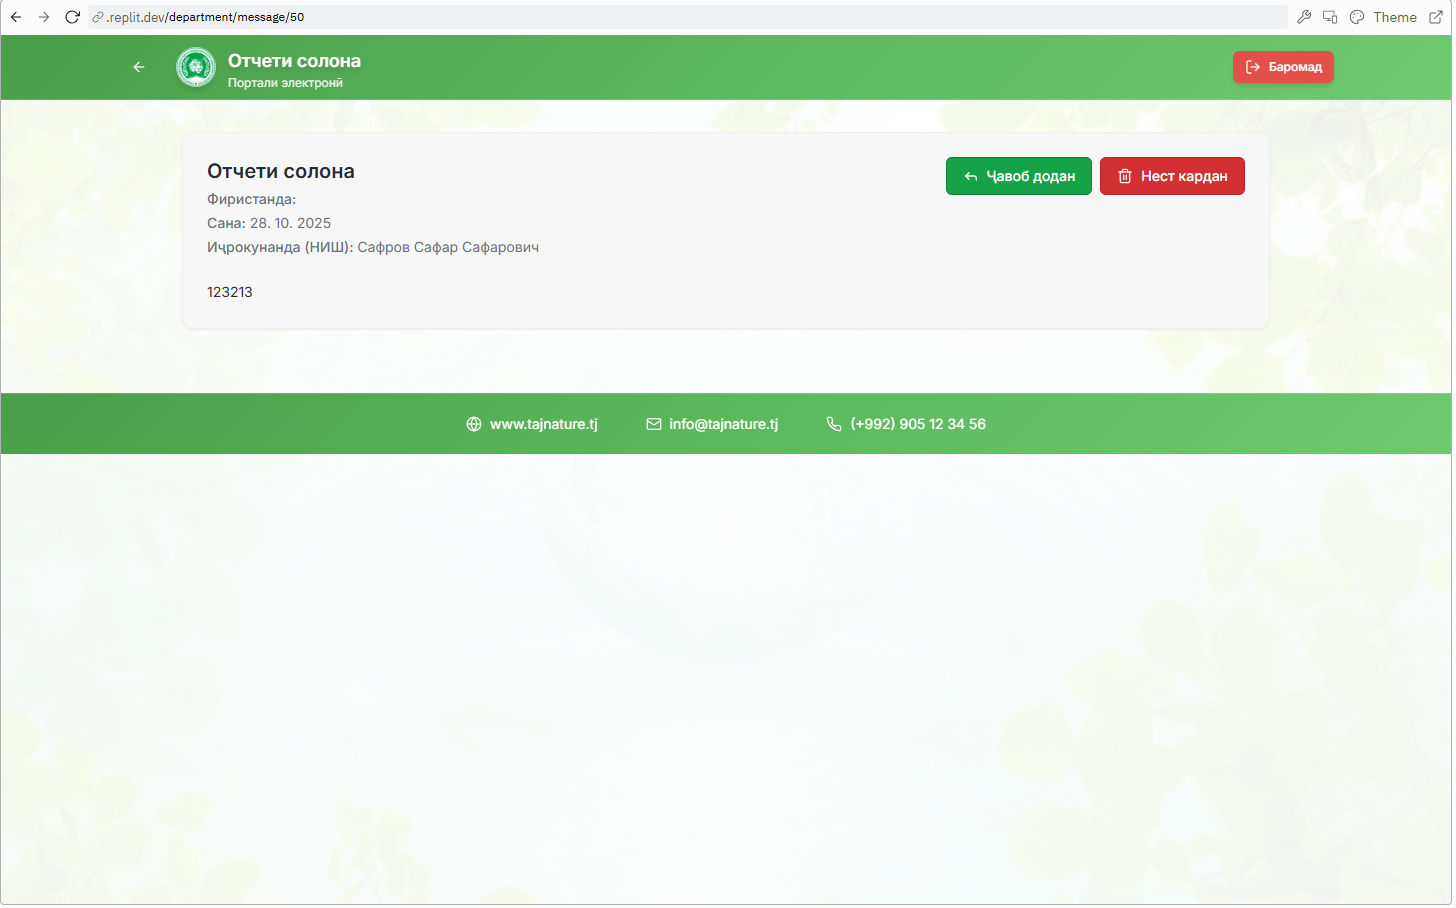 .replit.dev/department/message/50
Theme
Отчети солона
Портали электронӣ
Баромад
Отчети солона
Ҷавоб додан
Нест кардан
Фиристанда:
Сана: 28. 10. 2025
Иҷрокунанда (НИШ): Сафров Сафар Сафарович
123213
www.tajnature.tj
info@tajnature.tj
(+992) 905 12 34 56